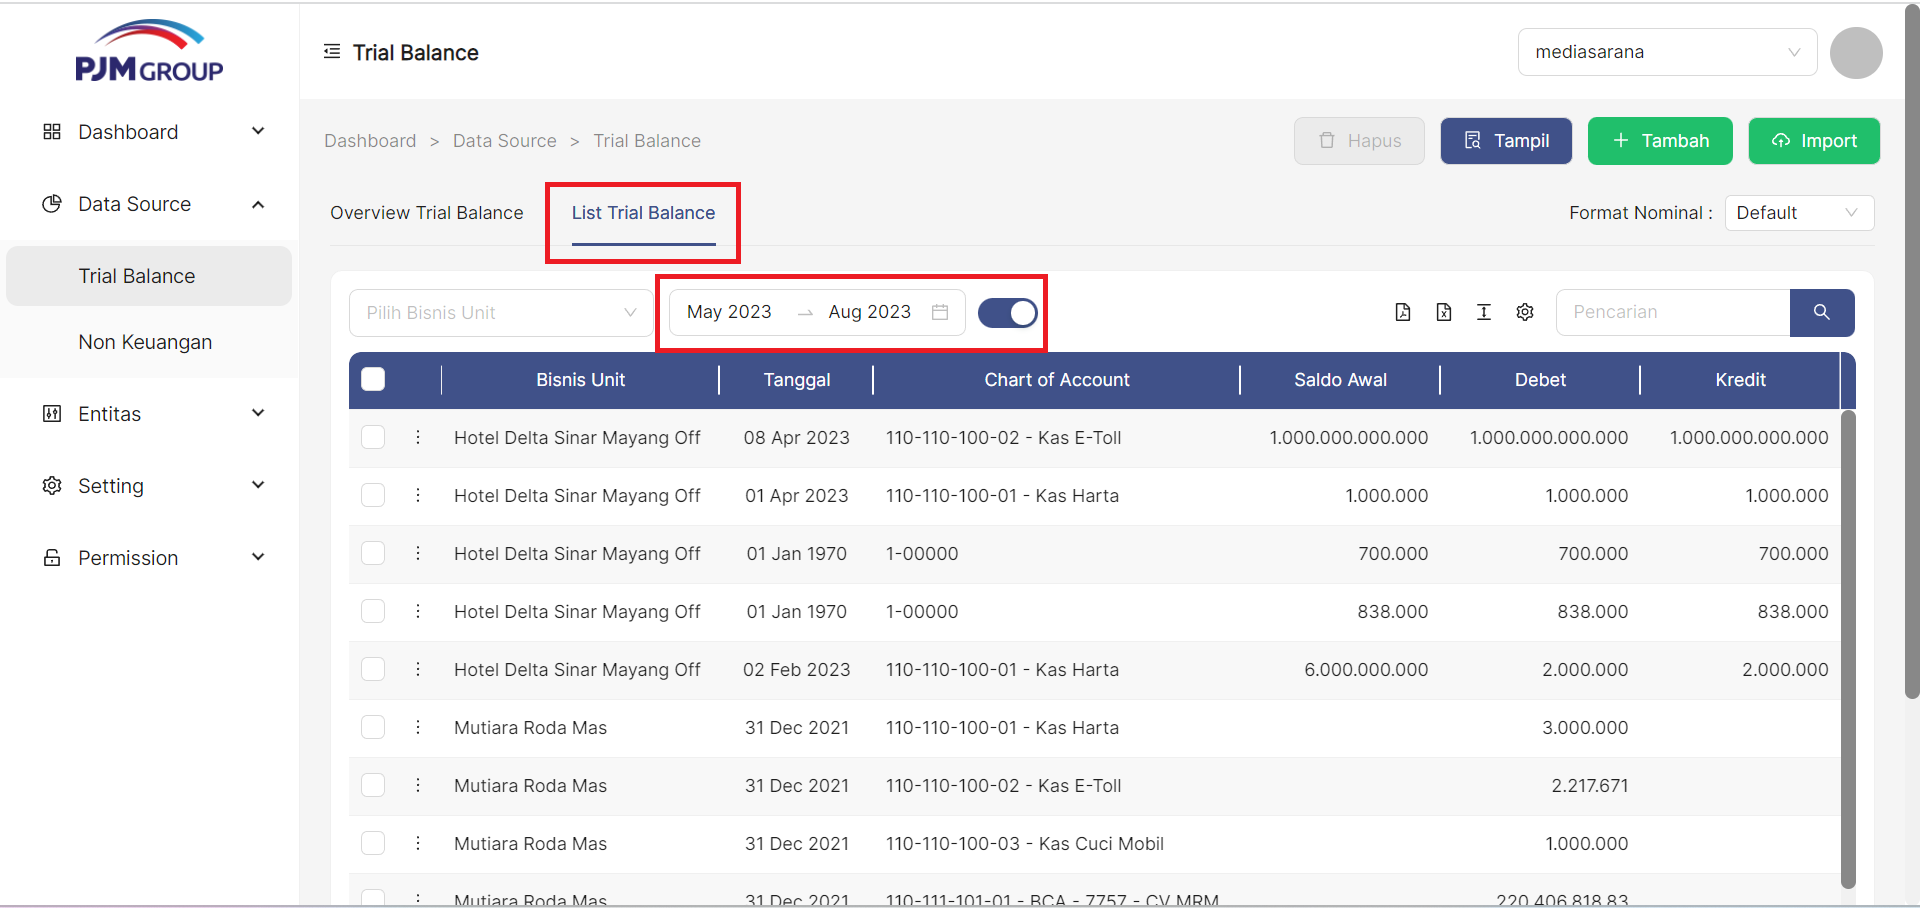 PJM GROUP
Trial Balance
mediasarana
Dashboard
Data Source
Trial Balance
Non Keuangan
Entitas
Setting
Permission
Dashboard > Data Source > Trial Balance
Hapus
Tampil
+ Tambah
Import
Overview Trial Balance
List Trial Balance
Format Nominal : Default
Pilih Bisnis Unit
May 2023 → Aug 2023
Pencarian
Bisnis Unit Tanggal Chart of Account Saldo Awal Debet Kredit
Hotel Delta Sinar Mayang Off 08 Apr 2023 110-110-100-02 - Kas E-Toll 1.000.000.000.000 1.000.000.000.000 1.000.000.000.000
Hotel Delta Sinar Mayang Off 01 Apr 2023 110-110-100-01 - Kas Harta 1.000.000 1.000.000 1.000.000
Hotel Delta Sinar Mayang Off 01 Jan 1970 1-00000 700.000 700.000 700.000
Hotel Delta Sinar Mayang Off 01 Jan 1970 1-00000 838.000 838.000 838.000
Hotel Delta Sinar Mayang Off 02 Feb 2023 110-110-100-01 - Kas Harta 6.000.000.000 2.000.000 2.000.000
Mutiara Roda Mas 31 Dec 2021 110-110-100-01 - Kas Harta 3.000.000
Mutiara Roda Mas 31 Dec 2021 110-110-100-02 - Kas E-Toll 2.217.671
Mutiara Roda Mas 31 Dec 2021 110-110-100-03 - Kas Cuci Mobil 1.000.000
Mutiara Roda Mas 31 Dec 2021 110-111-101-01 - BCA - 7757 - CV MRM 220.406.818,83